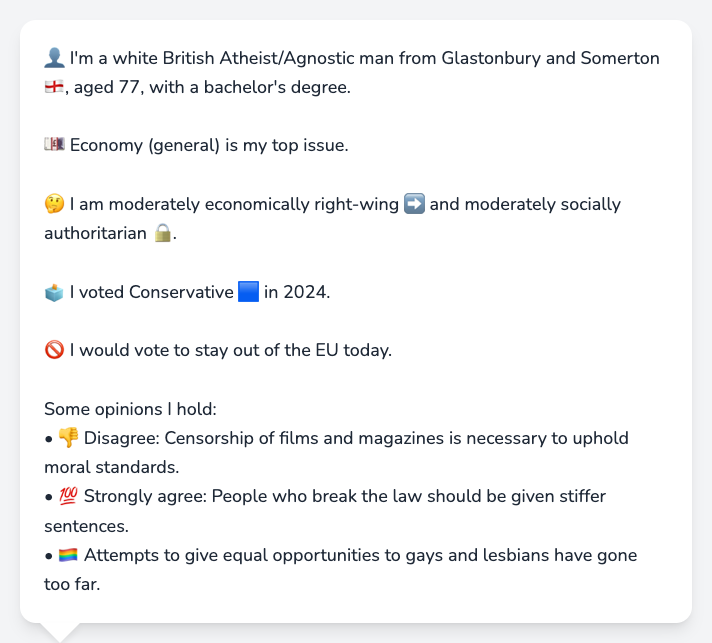 👤 I'm a white British Atheist/Agnostic man from Glastonbury and Somerton
🏴󠁧󠁢󠁥󠁮󠁧󠁿, aged 77, with a bachelor's degree.
💷 Economy (general) is my top issue.
🤔 I am moderately economically right-wing ➡️ and moderately socially
authoritarian 🔒.
🗳️ I voted Conservative 🟦 in 2024.
🚫 I would vote to stay out of the EU today.
Some opinions I hold:
• 👎 Disagree: Censorship of films and magazines is necessary to uphold
moral standards.
• 💯 Strongly agree: People who break the law should be given stiffer
sentences.
• 🏳️‍🌈 Attempts to give equal opportunities to gays and lesbians have gone
too far.